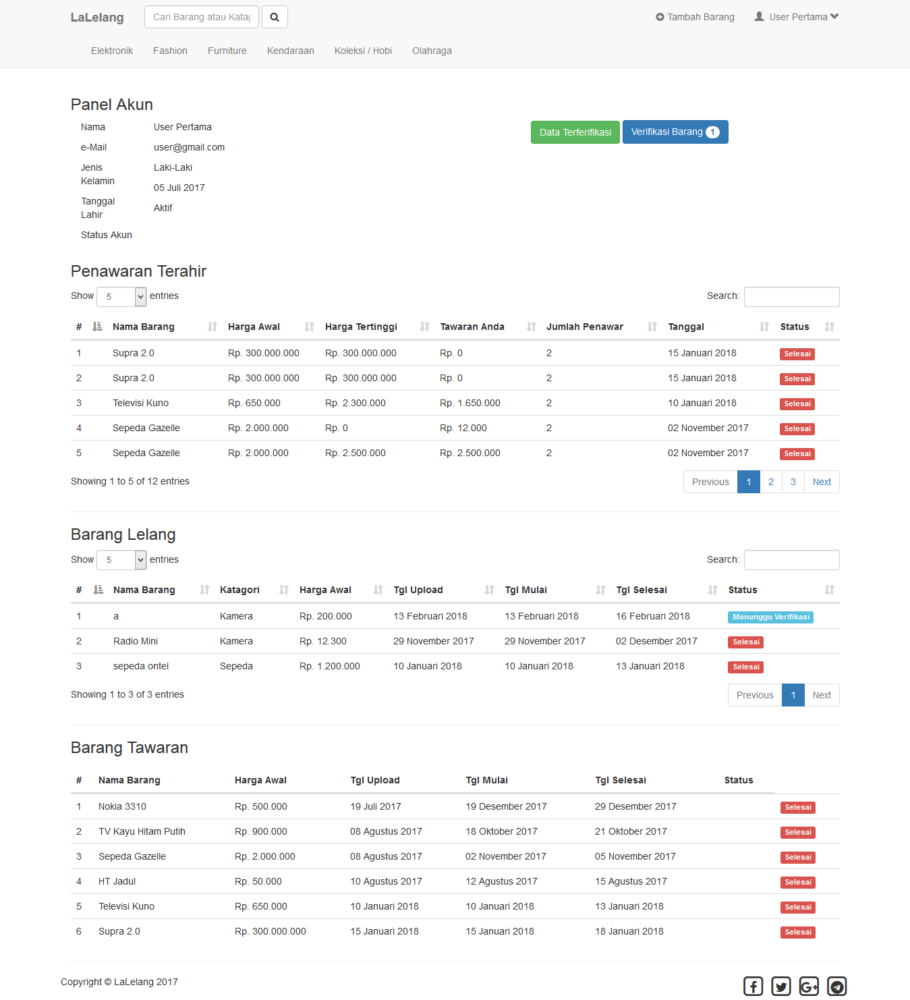 LaLelang Cari Barang atau Katag Tambah Barang User Pertama
Elektronik Fashion Furniture Kendaraan Koleksi / Hobi Olahraga
Panel Akun
Nama User Pertama Data Terferifikasi Verifikasi Barang 1
e-Mail user@gmail.com
Jenis Kelamin Laki-Laki
Tanggal Lahir 05 Juli 2017
Status Akun Aktif
Penawaran Terahir
Show 5 entries Search:
# Nama Barang Harga Awal Harga Tertinggi Tawaran Anda Jumlah Penawar Tanggal Status
1 Supra 2.0 Rp. 300.000.000 Rp. 300.000.000 Rp. 0 2 15 Januari 2018 Selesai
2 Supra 2.0 Rp. 300.000.000 Rp. 300.000.000 Rp. 0 2 15 Januari 2018 Selesai
3 Televisi Kuno Rp. 650.000 Rp. 2.300.000 Rp. 1.650.000 2 10 Januari 2018 Selesai
4 Sepeda Gazelle Rp. 2.000.000 Rp. 0 Rp. 12.000 2 02 November 2017 Selesai
5 Sepeda Gazelle Rp. 2.000.000 Rp. 2.500.000 Rp. 2.500.000 2 02 November 2017 Selesai
Showing 1 to 5 of 12 entries Previous 1 2 3 Next
Barang Lelang
Show 5 entries Search:
# Nama Barang Katagori Harga Awal Tgl Upload Tgl Mulai Tgl Selesai Status
1 a Kamera Rp. 200.000 13 Februari 2018 13 Februari 2018 16 Februari 2018 Menunggu Verifikasi
2 Radio Mini Kamera Rp. 12.300 29 November 2017 29 November 2017 02 Desember 2017 Selesai
3 sepeda ontel Sepeda Rp. 1.200.000 10 Januari 2018 10 Januari 2018 13 Januari 2018 Selesai
Showing 1 to 3 of 3 entries Previous 1 Next
Barang Tawaran
# Nama Barang Harga Awal Tgl Upload Tgl Mulai Tgl Selesai Status
1 Nokia 3310 Rp. 500.000 19 Juli 2017 19 Desember 2017 29 Desember 2017 Selesai
2 TV Kayu Hitam Putih Rp. 900.000 08 Agustus 2017 18 Oktober 2017 21 Oktober 2017 Selesai
3 Sepeda Gazelle Rp. 2.000.000 08 Agustus 2017 02 November 2017 05 November 2017 Selesai
4 HT Jadul Rp. 50.000 10 Agustus 2017 12 Agustus 2017 15 Agustus 2017 Selesai
5 Televisi Kuno Rp. 650.000 10 Januari 2018 10 Januari 2018 13 Januari 2018 Selesai
6 Supra 2.0 Rp. 300.000.000 15 Januari 2018 15 Januari 2018 18 Januari 2018 Selesai
Copyright © LaLelang 2017